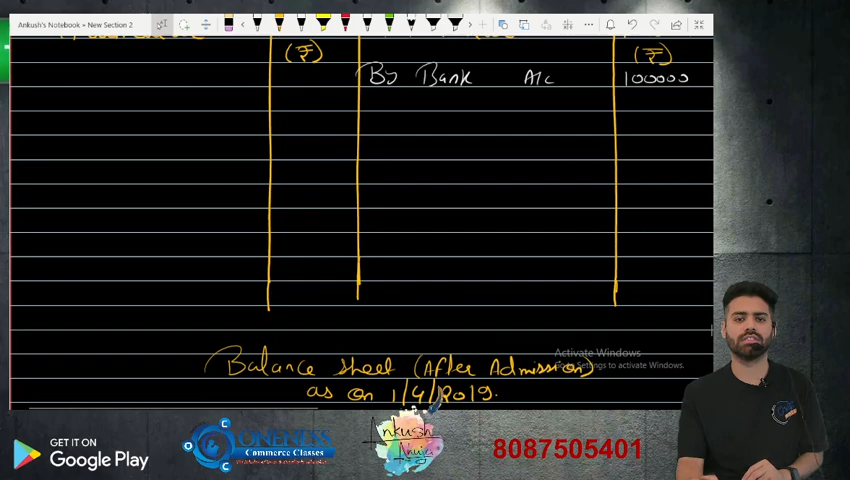 Ankush's Notebook • New Section 2
(₹) (₹)
By Bank A/c 100000
Balance Sheet (After Admission)
as on 1/4/2019.
Activate Windows
Go to Settings to activate Windows.
GET IT ON
Google Play
ONENESS
Commerce Classes
Ankush
8087505401